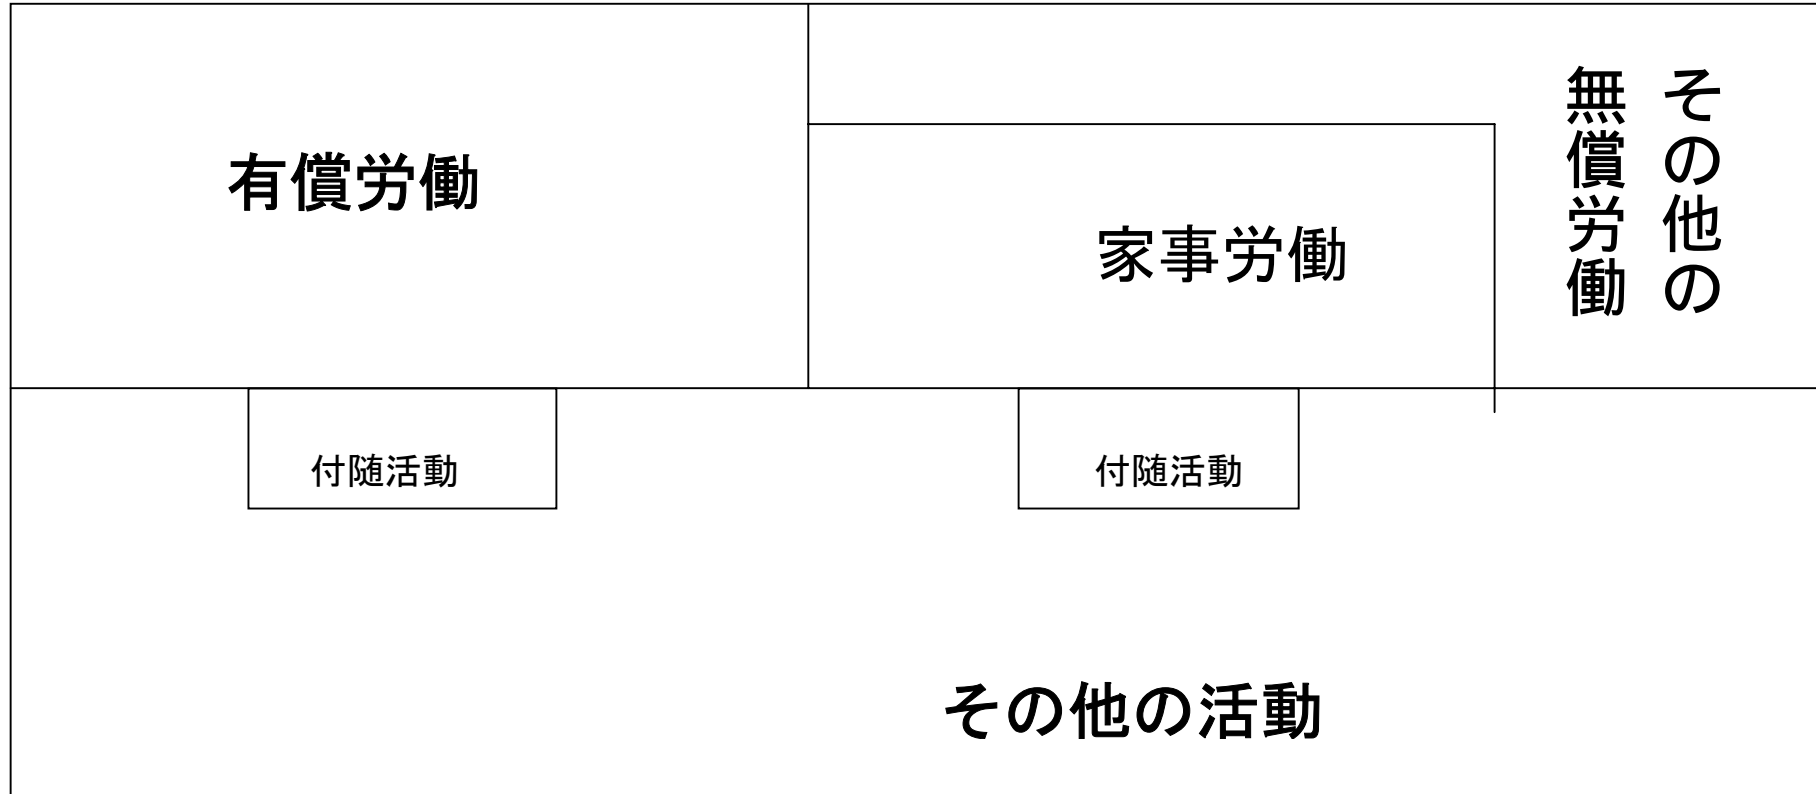 有償労働
家事労働
その他の
無償労働
付随活動
付随活動
その他の活動